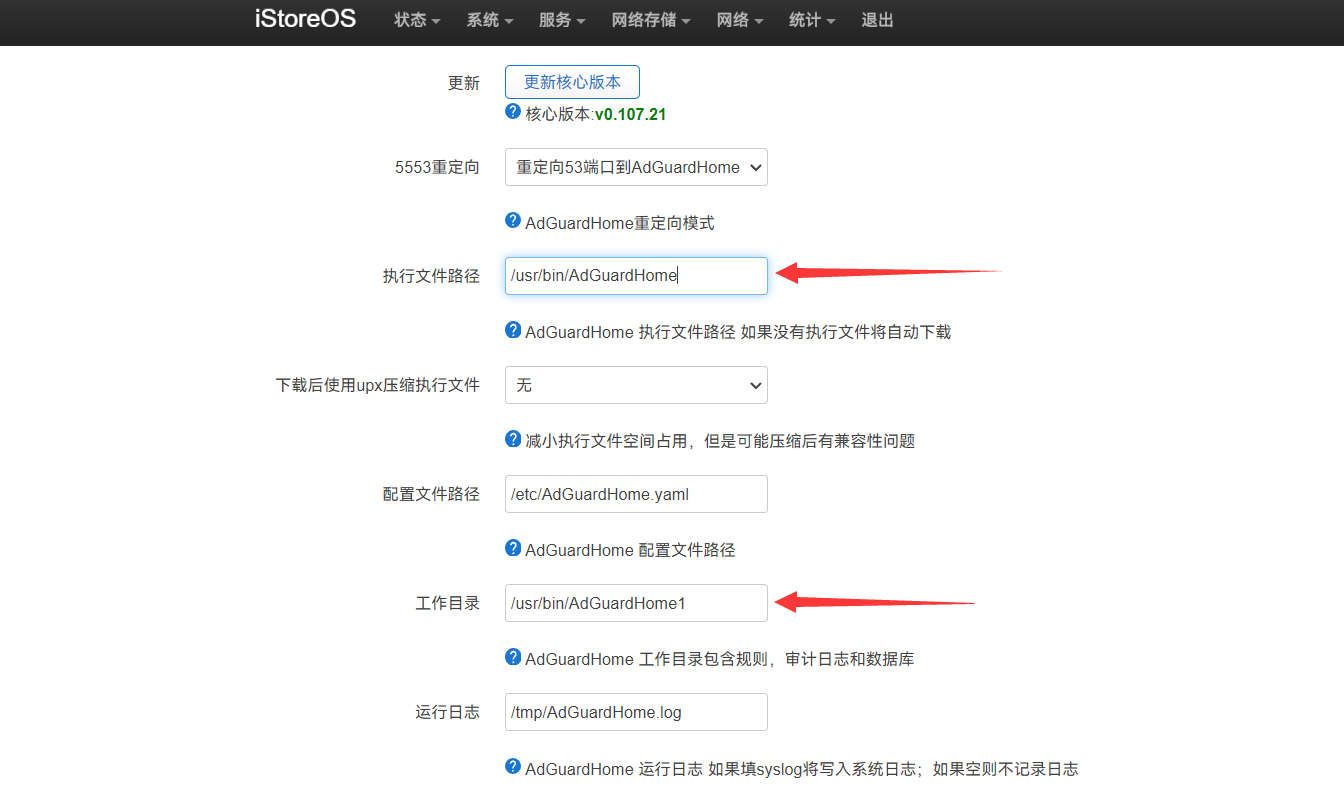 iStoreOS 状态 系统 服务 网络存储 网络 统计 退出
更新 更新核心版本
核心版本:v0.107.21
5553重定向 重定向53端口到AdGuardHome
AdGuardHome重定向模式
执行文件路径 /usr/bin/AdGuardHome
AdGuardHome 执行文件路径 如果没有执行文件将自动下载
下载后使用upx压缩执行文件 无
减小执行文件空间占用，但是可能压缩后有兼容性问题
配置文件路径 /etc/AdGuardHome.yaml
AdGuardHome 配置文件路径
工作目录 /usr/bin/AdGuardHome1
AdGuardHome 工作目录包含规则，审计日志和数据库
运行日志 /tmp/AdGuardHome.log
AdGuardHome 运行日志 如果填syslog将写入系统日志；如果空则不记录日志